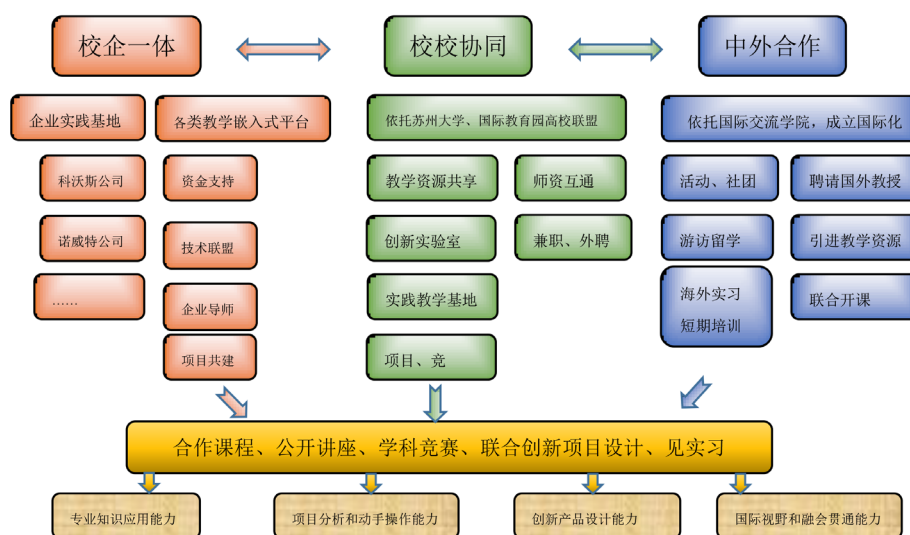 校企一体
校校协同
中外合作
企业实践基地
各类教学嵌入式平台
依托苏州大学、国际教育园高校联盟
依托国际交流学院，成立国际化
科沃斯公司
资金支持
教学资源共享
师资互通
活动、社团
聘请国外教授
诺威特公司
技术联盟
创新实验室
兼职、外聘
游访留学
引进教学资源
……
企业导师
实践教学基地
海外实习
短期培训
联合开课
项目共建
项目、竞
合作课程、公开讲座、学科竞赛、联合创新项目设计、见实习
专业知识应用能力
项目分析和动手操作能力
创新产品设计能力
国际视野和融会贯通能力